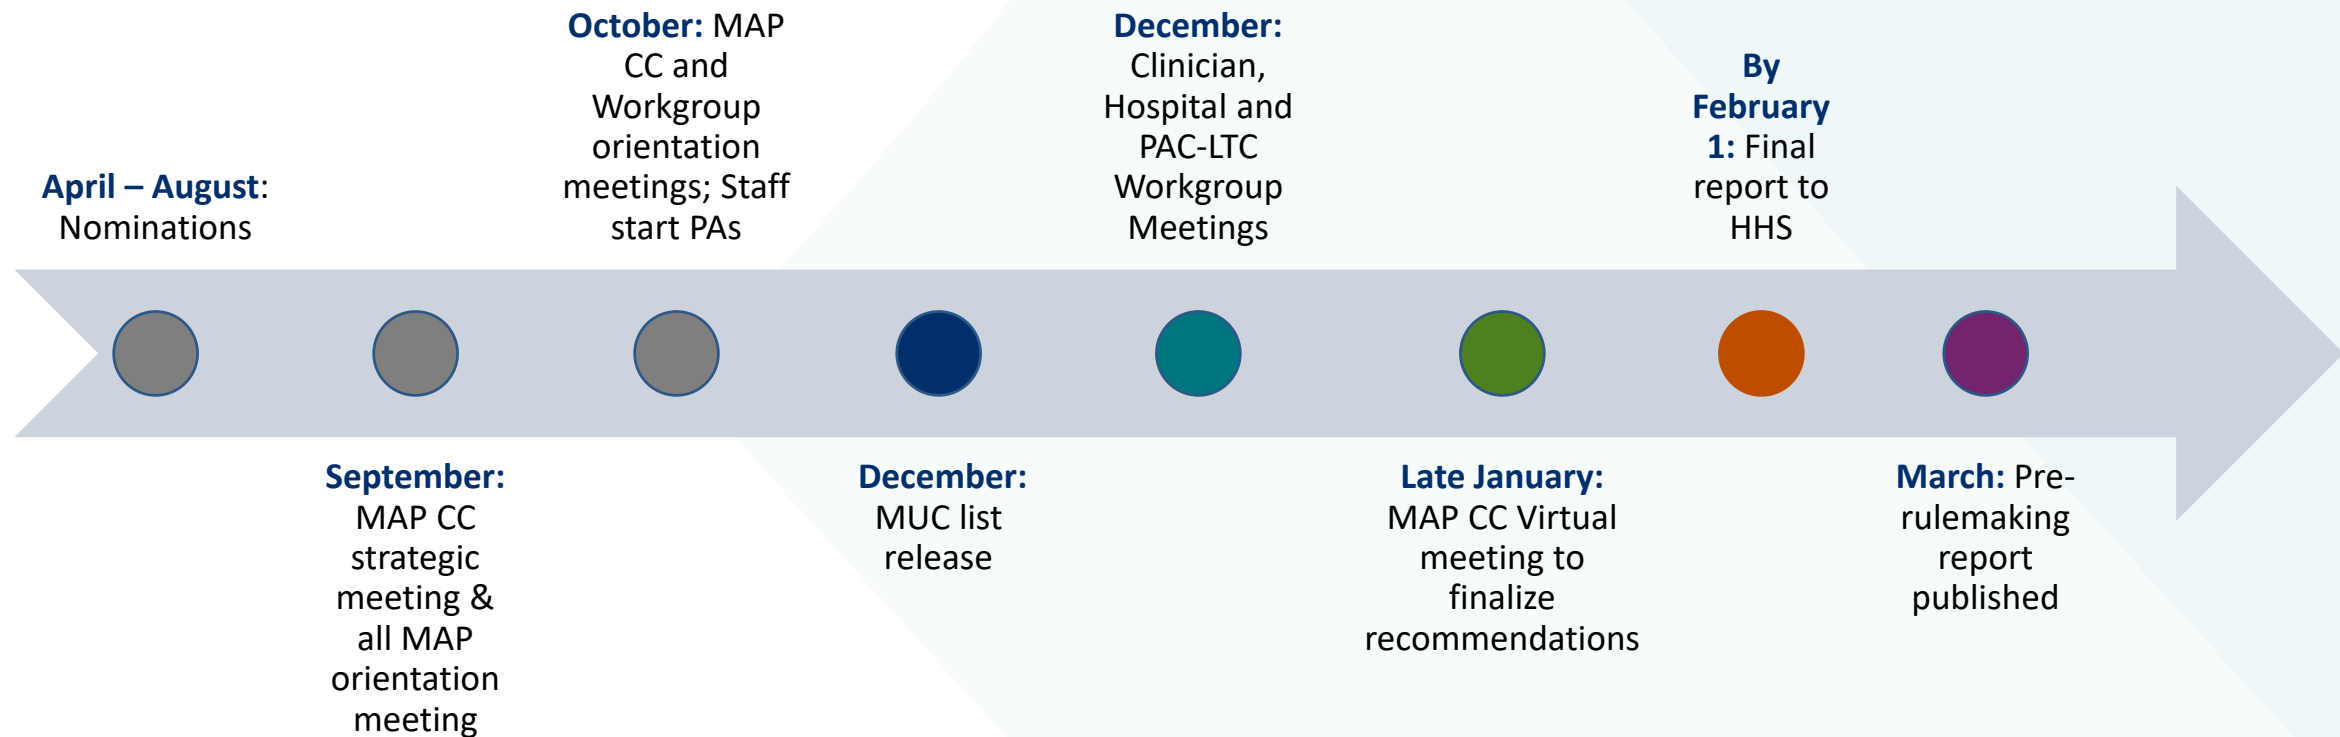 April – August:
Nominations
September:
MAP CC
strategic
meeting &
all MAP
orientation
meeting
October: MAP
CC and
Workgroup
orientation
meetings; Staff
start PAs
December:
MUC list
release
December:
Clinician,
Hospital and
PAC-LTC
Workgroup
Meetings
Late January:
MAP CC Virtual
meeting to
finalize
recommendations
By
February
1: Final
report to
HHS
March: Pre-
rulemaking
report
published